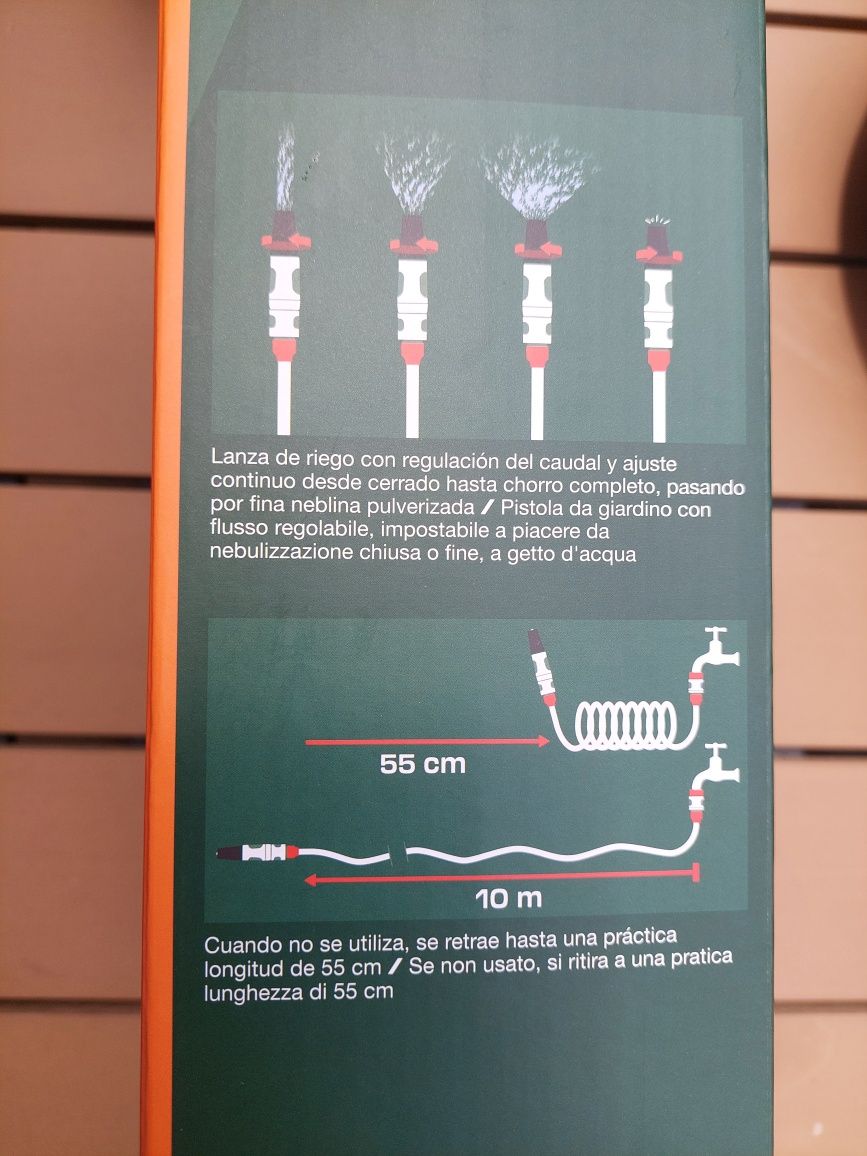 Lanza de riego con regulación del caudal y ajuste
continuo desde cerrado hasta chorro completo, pasando
por fina neblina pulverizada / Pistola da giardino con
flusso regolabile, impostabile a piacere da
nebulizzazione chiusa o fine, a getto d'acqua
55 cm
10 m
Cuando no se utiliza, se retrae hasta una práctica
longitud de 55 cm / Se non usato, si ritira a una pratica
lunghezza di 55 cm